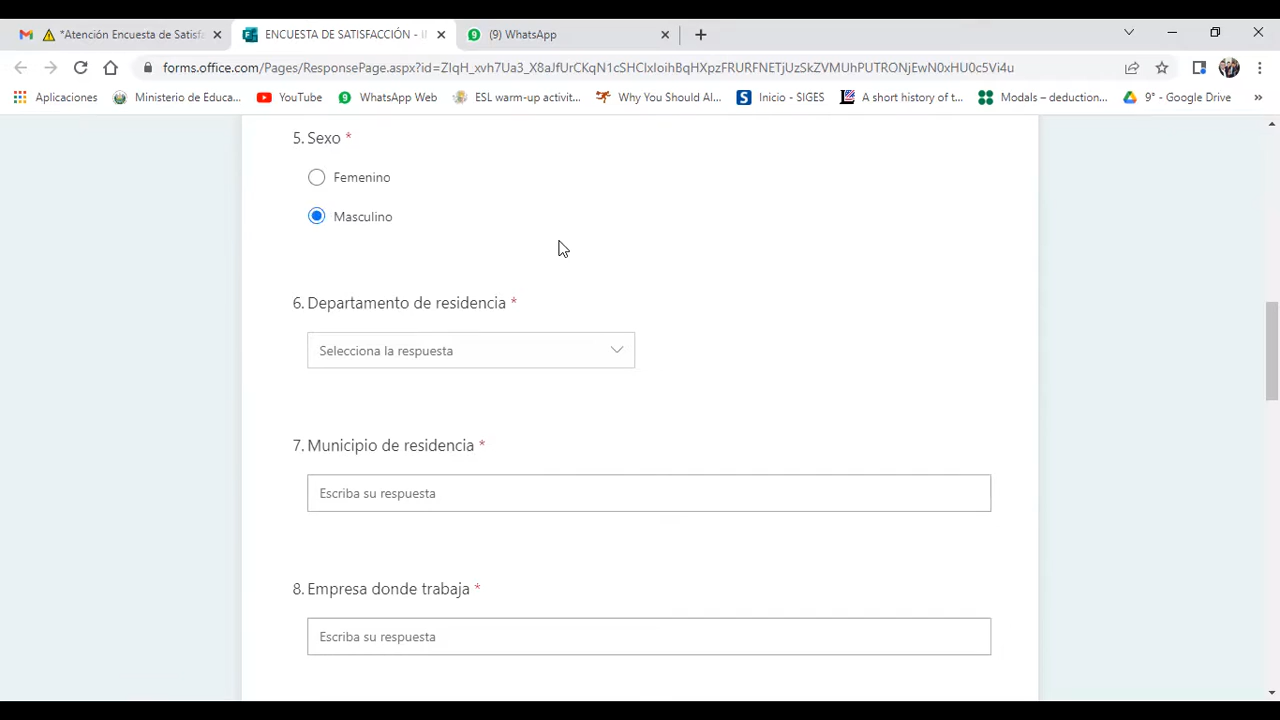 *Atención Encuesta de Satisf
ENCUESTA DE SATISFACCIÓN - I
9
(9) WhatsApp
forms.office.com/Pages/ResponsePage.aspx?id=ZIqH_xvh7Ua3_X8aJfUrCKqN1cSHClxIoihBqHXpzFRURFNETjUzSkZVMUhPUTRONjEwN0xHU0c5Vi4u
Aplicaciones
Ministerio de Educa...
YouTube
9
WhatsApp Web
ESL warm-up activit...
Why You Should Al...
S
Inicio - SIGES
A short history of t...
Modals – deduction...
9° - Google Drive
»
5. Sexo *
Femenino
Masculino
6. Departamento de residencia *
Selecciona la respuesta
7. Municipio de residencia *
Escriba su respuesta
8. Empresa donde trabaja *
Escriba su respuesta